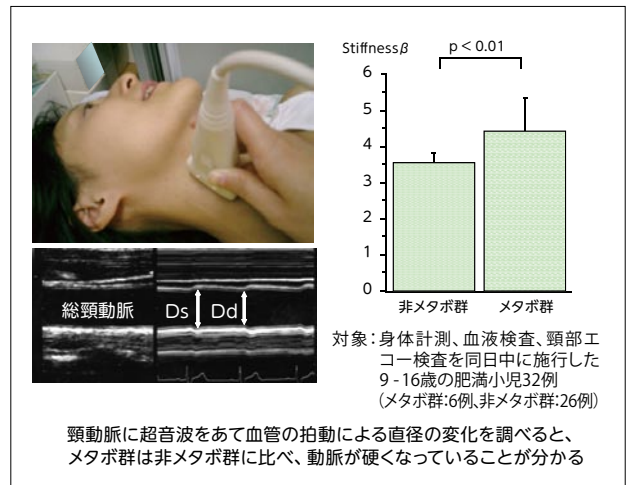 Stiffnessβ
p < 0.01
6
5
4
3
2
1
0
非メタボ群
メタボ群
総頸動脈
Ds
Dd
対象：身体計測、血液検査、頸部エ
コー検査を同日中に施行した
9 - 16歳の肥満小児32例
（メタボ群:6例、非メタボ群:26例）
頸動脈に超音波をあて血管の拍動による直径の変化を調べると、
メタボ群は非メタボ群に比べ、動脈が硬くなっていることが分かる